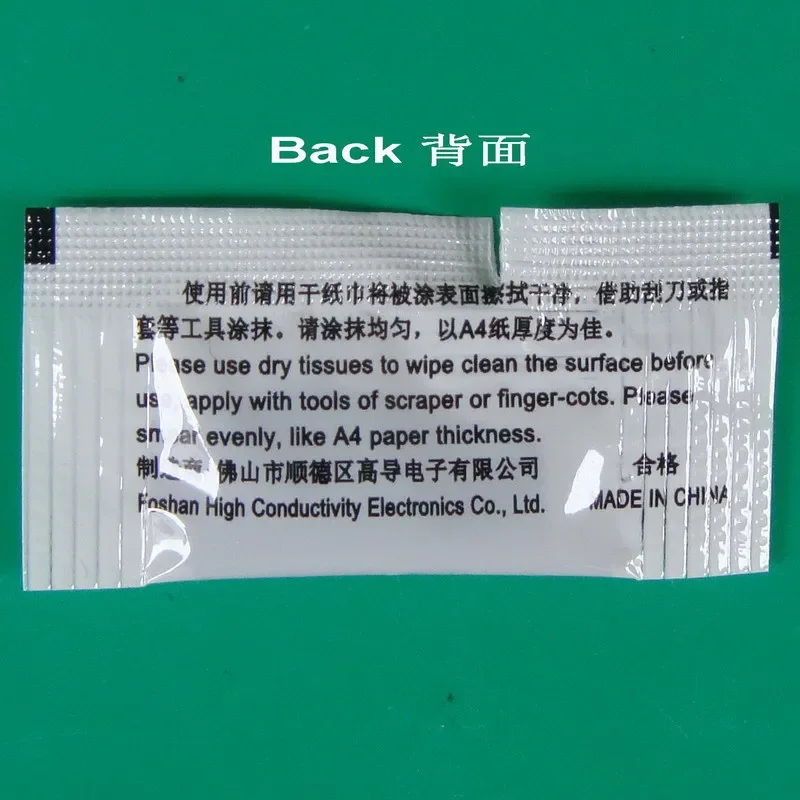 Back 背面
使用前请用干纸巾将被涂表面擦拭干净，借助刮刀或指
套等工具涂抹。请涂抹均匀，以A4纸厚度为佳。
Please use dry tissues to wipe clean the surface before
use, apply with tools of scraper or finger-cots. Please
smear evenly, like A4 paper thickness.
制造商:佛山市顺德区高导电子有限公司 合格
Foshan High Conductivity Electronics Co., Ltd. MADE IN CHINA